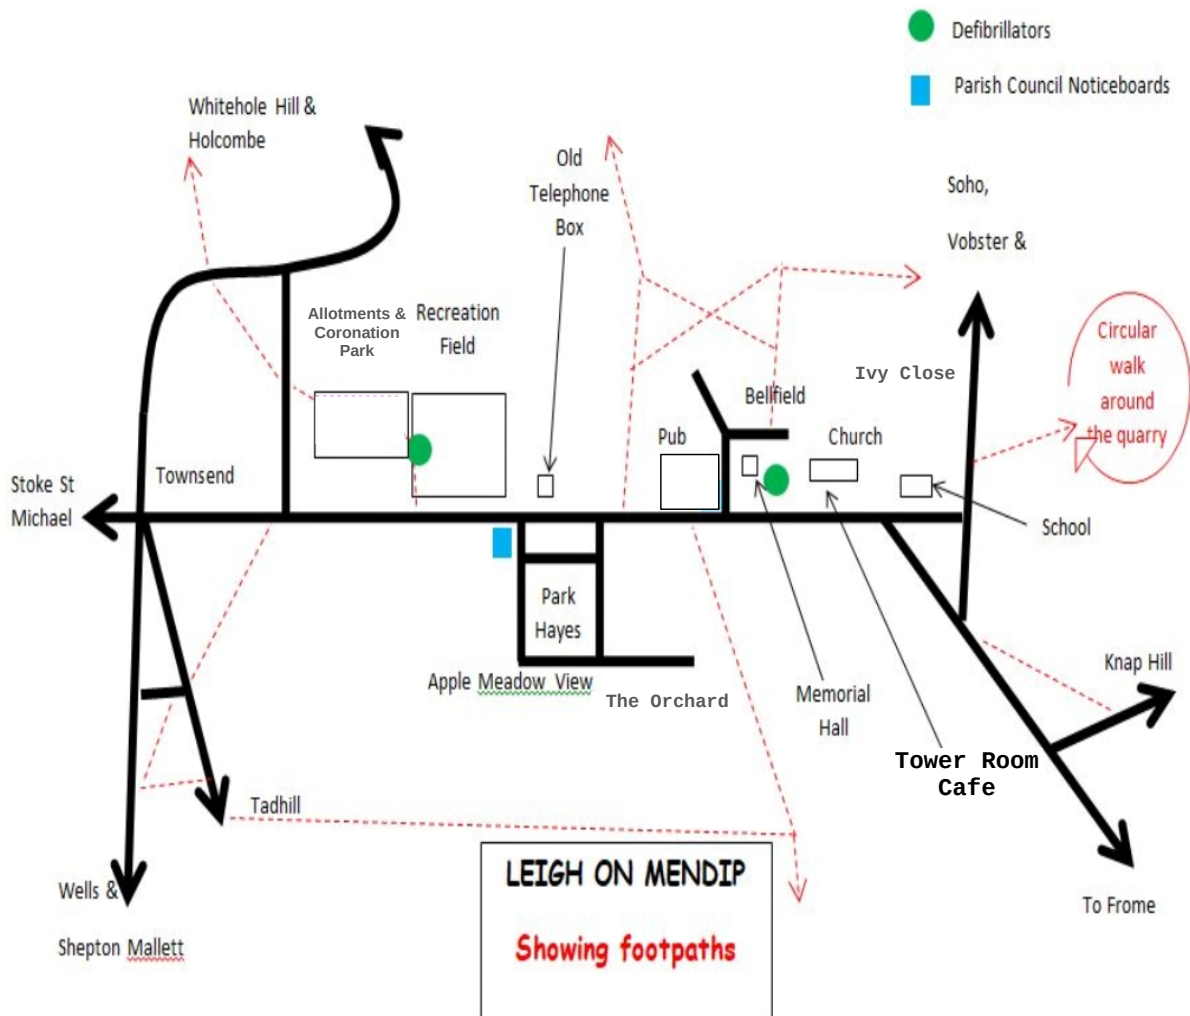 Defibrillators
Parish Council Noticeboards
Whitehole Hill &
Holcombe
Old
Telephone
Box
Soho,
Vobster &
Allotments &
Coronation
Park
Recreation
Field
Circular
walk
around
the quarry
Ivy Close
Bellfield
Pub
Church
Townsend
Stoke St
Michael
School
Park
Hayes
Apple Meadow View
The Orchard
Memorial
Hall
Knap Hill
Tower Room
Cafe
Tadhill
Wells &
Shepton Mallett
To Frome
LEIGH ON MENDIP
Showing footpaths